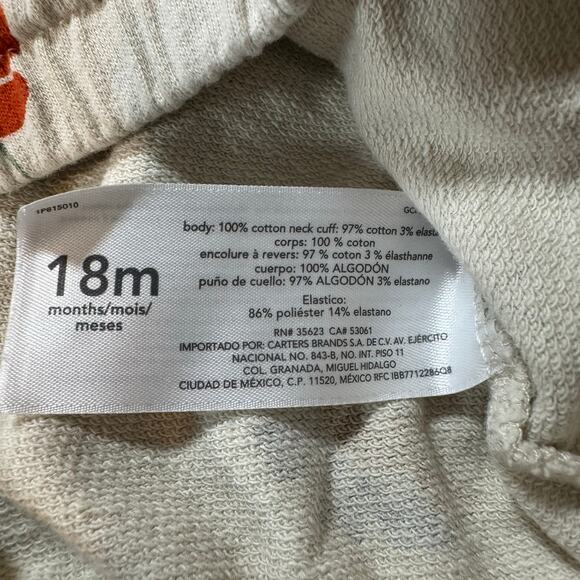 1P615010
18m
months/mois/
meses
body: 100% cotton neck cuff: 97% cotton 3%
corps: 100 % coton
encolure à revers: 97 % coton 3 % élasthanne
cuerpo: 100% ALGODÓN
puño de cuello: 97% ALGODÓN 3% elastano
Elastico:
86% poliéster 14% elastano
RN# 35623 CA# 53061
IMPORTADO POR: CARTERS BRANDS S.A. DE C.V. AV. EJÉRCITO
NACIONAL NO. 843-B, NO. INT. PISO 11
COL. GRANADA, MIGUEL HIDALGO
CIUDAD DE MÉXICO, C.P. 11520, MÉXICO RFC IBB7712286Q8